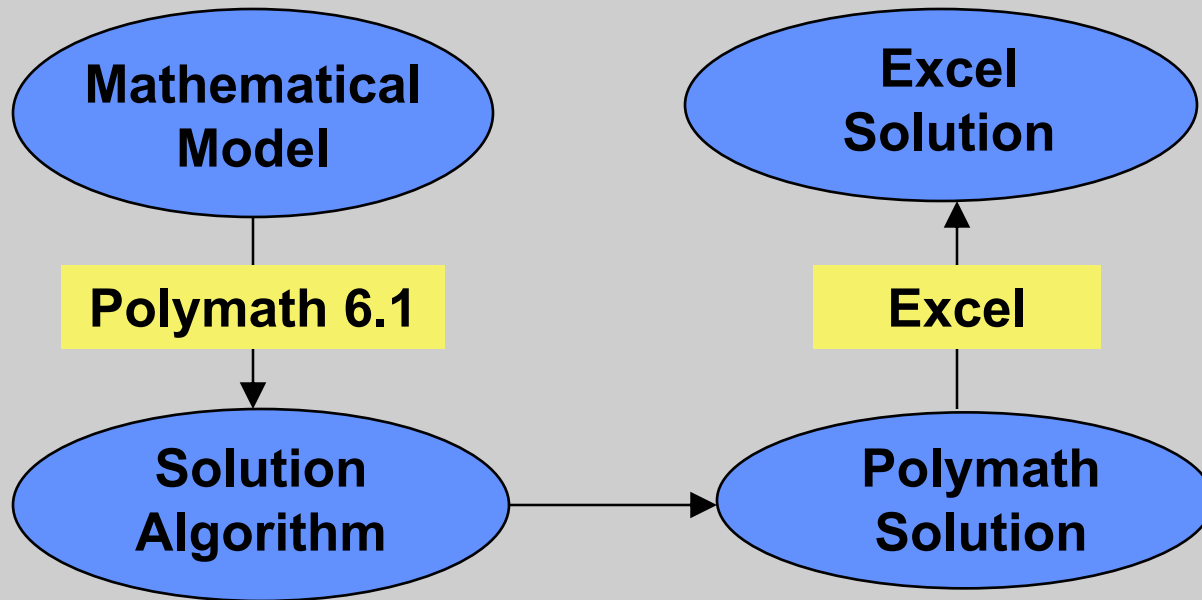 Mathematical
Model
Polymath 6.1
Solution
Algorithm
Polymath
Solution
Excel
Excel
Solution